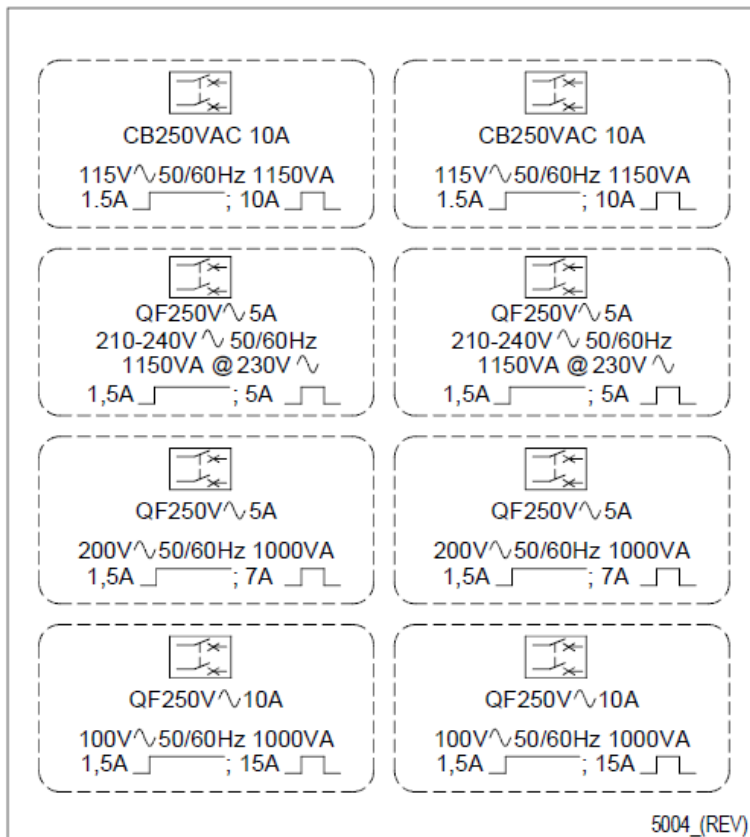 CB250VAC 10A
115V∿50/60Hz 1150VA
1.5A ; 10A
CB250VAC 10A
115V∿50/60Hz 1150VA
1.5A ; 10A
QF250V∿5A
210-240V∿50/60Hz
1150VA @230V∿
1,5A ; 5A
QF250V∿5A
210-240V∿50/60Hz
1150VA @230V∿
1,5A ; 5A
QF250V∿5A
200V∿50/60Hz 1000VA
1,5A ; 7A
QF250V∿5A
200V∿50/60Hz 1000VA
1,5A ; 7A
QF250V∿10A
100V∿50/60Hz 1000VA
1,5A ; 15A
QF250V∿10A
100V∿50/60Hz 1000VA
1,5A ; 15A
5004_(REV)